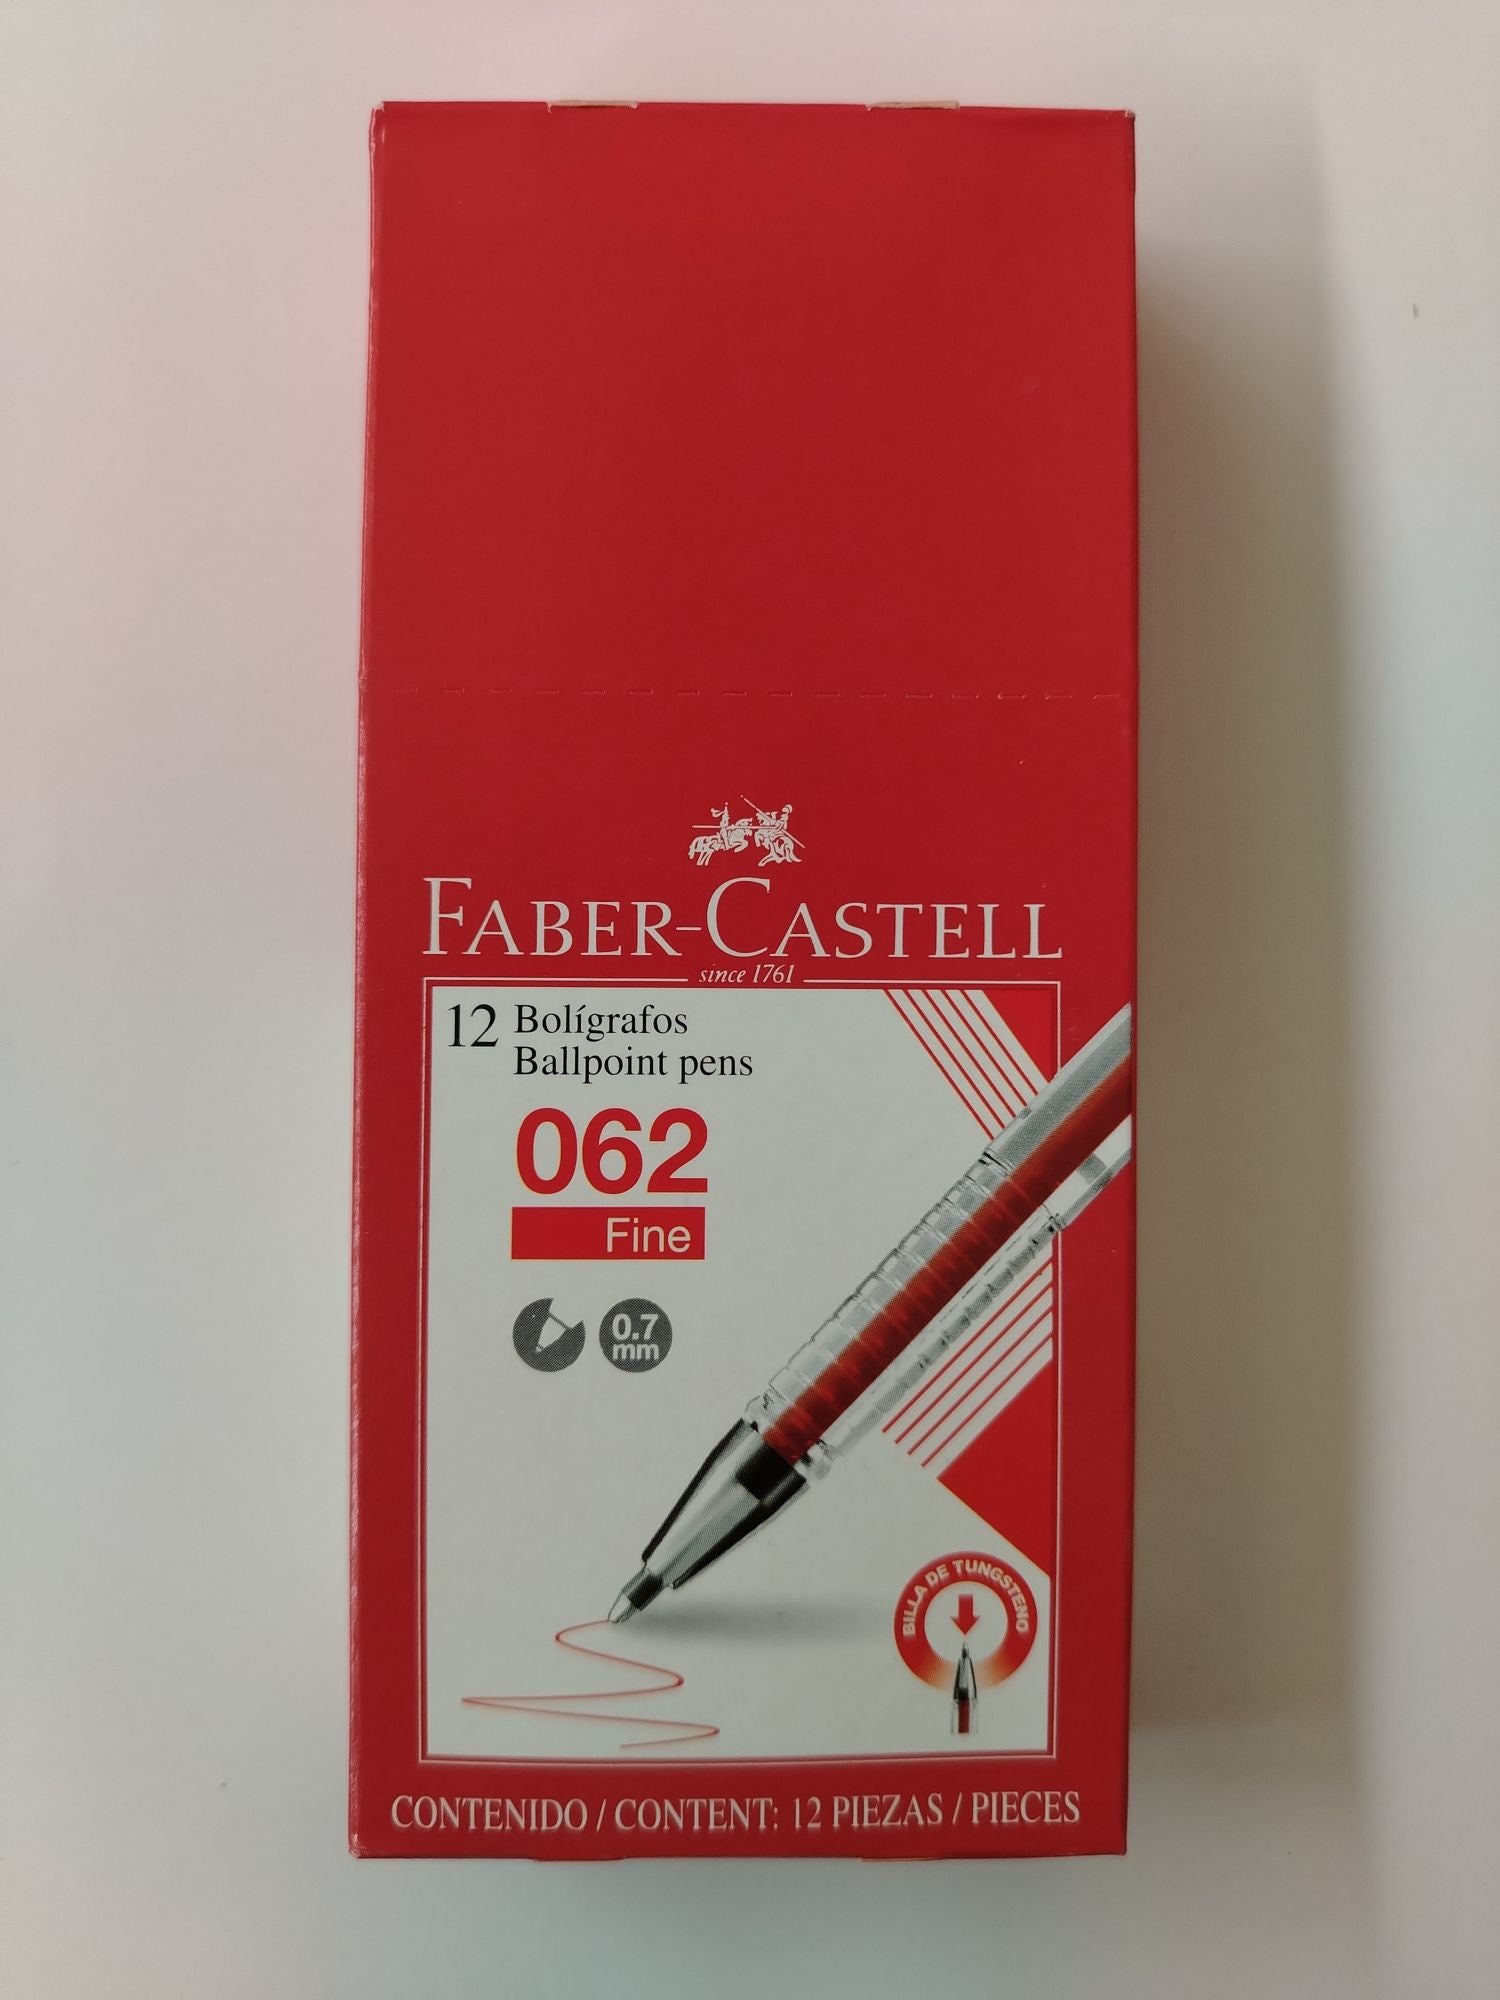 FABER-CASTELL
since 1761
12 Bolígrafos
Ballpoint pens
062
Fine
0.7
mm
BILLA DE TUNGSTENO
CONTENIDO / CONTENT: 12 PIEZAS / PIECES